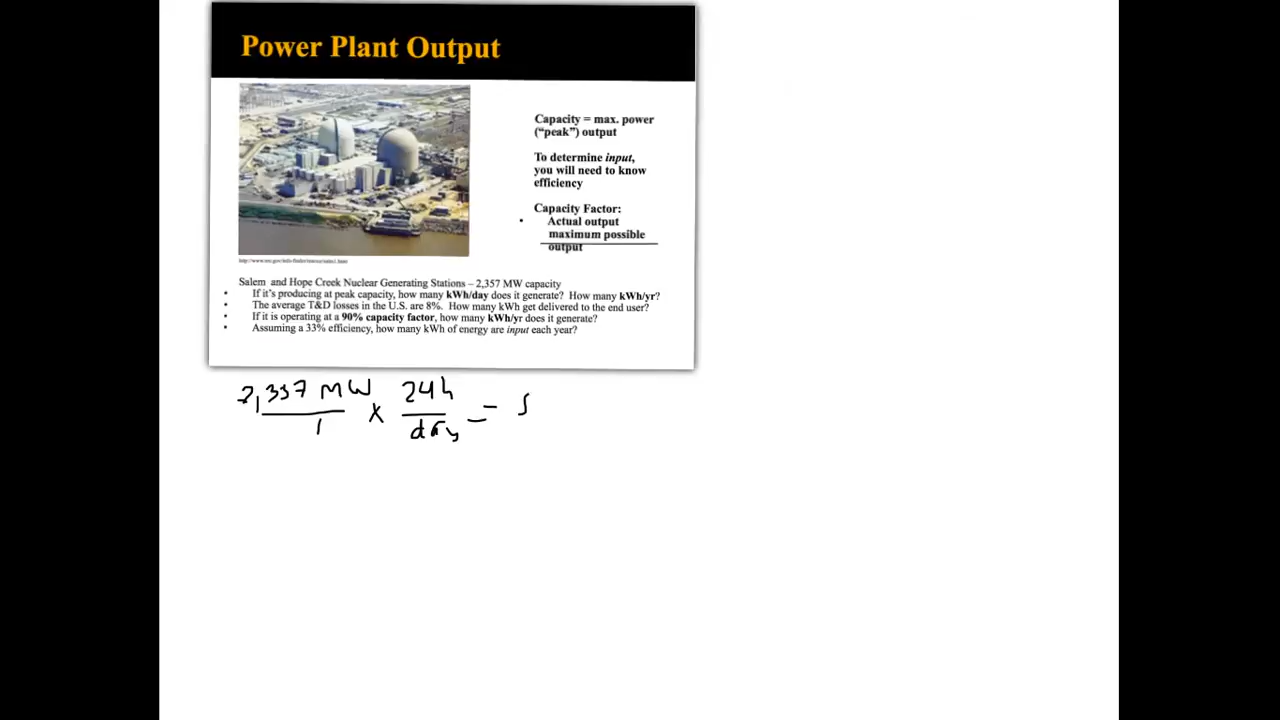 Power Plant Output
Capacity = max. power
("peak") output
To determine input,
you will need to know
efficiency
Capacity Factor:
• Actual output
maximum possible
output
Salem and Hope Creek Nuclear Generating Stations – 2,357 MW capacity
• If it's producing at peak capacity, how many kWh/day does it generate? How many kWh/yr?
• The average T&D losses in the U.S. are 8%. How many kWh get delivered to the end user?
• If it is operating at a 90% capacity factor, how many kWh/yr does it generate?
• Assuming a 33% efficiency, how many kWh of energy are input each year?
2,357 MW x 24h =
1 day